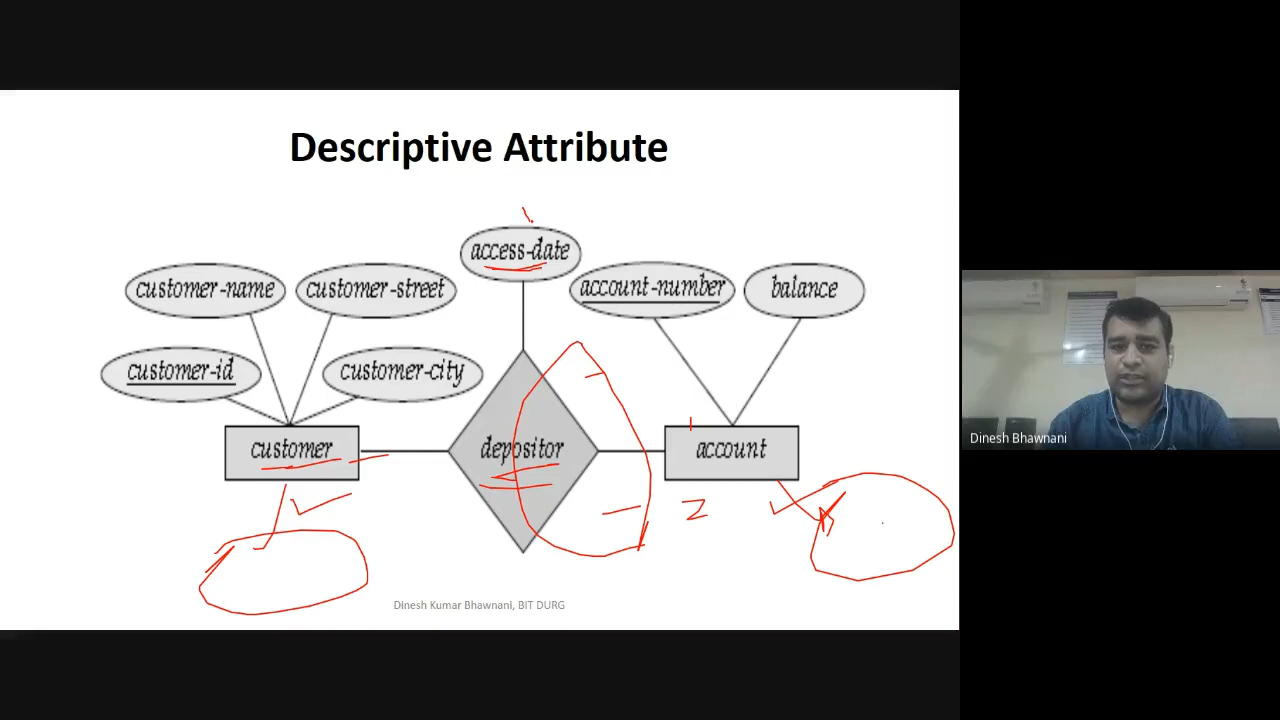 Descriptive Attribute
access-date
customer-name
customer-street
account-number
balance
customer-id
customer-city
customer
depositor
account
2
Dinesh Kumar Bhawnani, BIT DURG
Dinesh Bhawnani